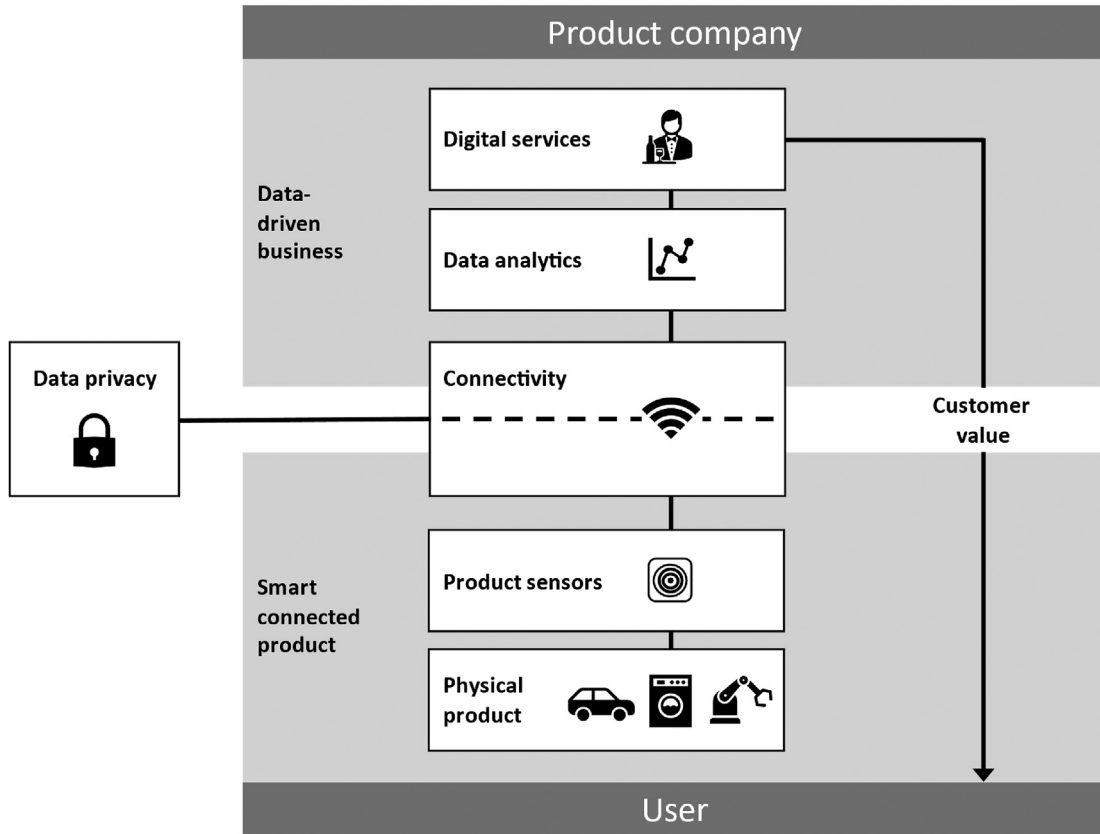 Product company
Digital services
Data-
driven
business
Data analytics
Data privacy
Connectivity
Customer
value
Product sensors
Smart
connected
product
Physical
product
User